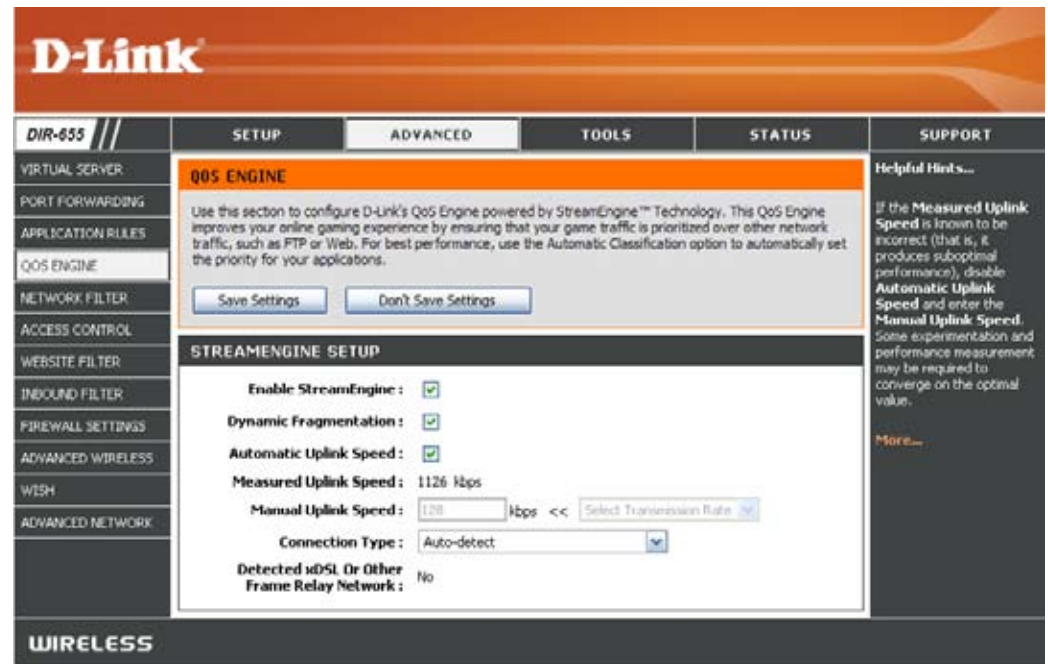 D-Link
DIR-655
SETUP
ADVANCED
TOOLS
STATUS
SUPPORT
VIRTUAL SERVER
PORT FORWARDING
APPLICATION RULES
QOS ENGINE
NETWORK FILTER
ACCESS CONTROL
WEBSITE FILTER
INBOUND FILTER
FIREWALL SETTINGS
ADVANCED WIRELESS
WISH
ADVANCED NETWORK
QOS ENGINE
Use this section to configure D-Link's QoS Engine powered by StreamEngine™ Technology. This QoS Engine
improves your online gaming experience by ensuring that your game traffic is prioritized over other network
traffic, such as FTP or Web. For best performance, use the Automatic Classification option to automatically set
the priority for your applications.
Save Settings
Don't Save Settings
STREAMENGINE SETUP
Enable StreamEngine :
Dynamic Fragmentation :
Automatic Uplink Speed :
Measured Uplink Speed : 1126 kbps
Manual Uplink Speed : 128 kbps << Select Transmission Rate
Connection Type : Auto-detect
Detected xDSL Or Other
Frame Relay Network : No
Helpful Hints...
If the Measured Uplink
Speed is known to be
incorrect (that is, it
produces suboptimal
performance), disable
Automatic Uplink
Speed and enter the
Manual Uplink Speed.
Some experimentation and
performance measurement
may be required to
converge on the optimal
value.
More...
WIRELESS